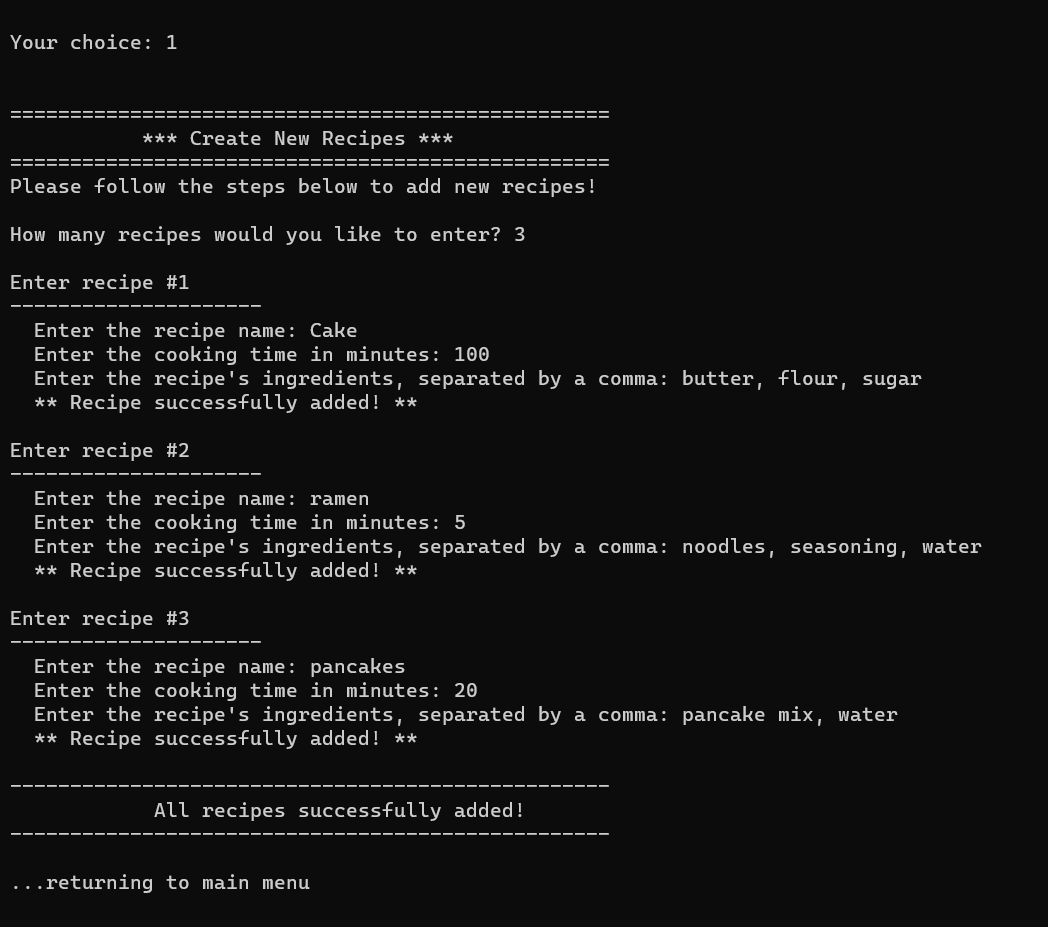 Your choice: 1
==================================================
*** Create New Recipes ***
==================================================
Please follow the steps below to add new recipes!
How many recipes would you like to enter? 3
Enter recipe #1
---------------------
Enter the recipe name: Cake
Enter the cooking time in minutes: 100
Enter the recipe's ingredients, separated by a comma: butter, flour, sugar
** Recipe successfully added! **
Enter recipe #2
---------------------
Enter the recipe name: ramen
Enter the cooking time in minutes: 5
Enter the recipe's ingredients, separated by a comma: noodles, seasoning, water
** Recipe successfully added! **
Enter recipe #3
---------------------
Enter the recipe name: pancakes
Enter the cooking time in minutes: 20
Enter the recipe's ingredients, separated by a comma: pancake mix, water
** Recipe successfully added! **
--------------------------------------------------
All recipes successfully added!
--------------------------------------------------
...returning to main menu